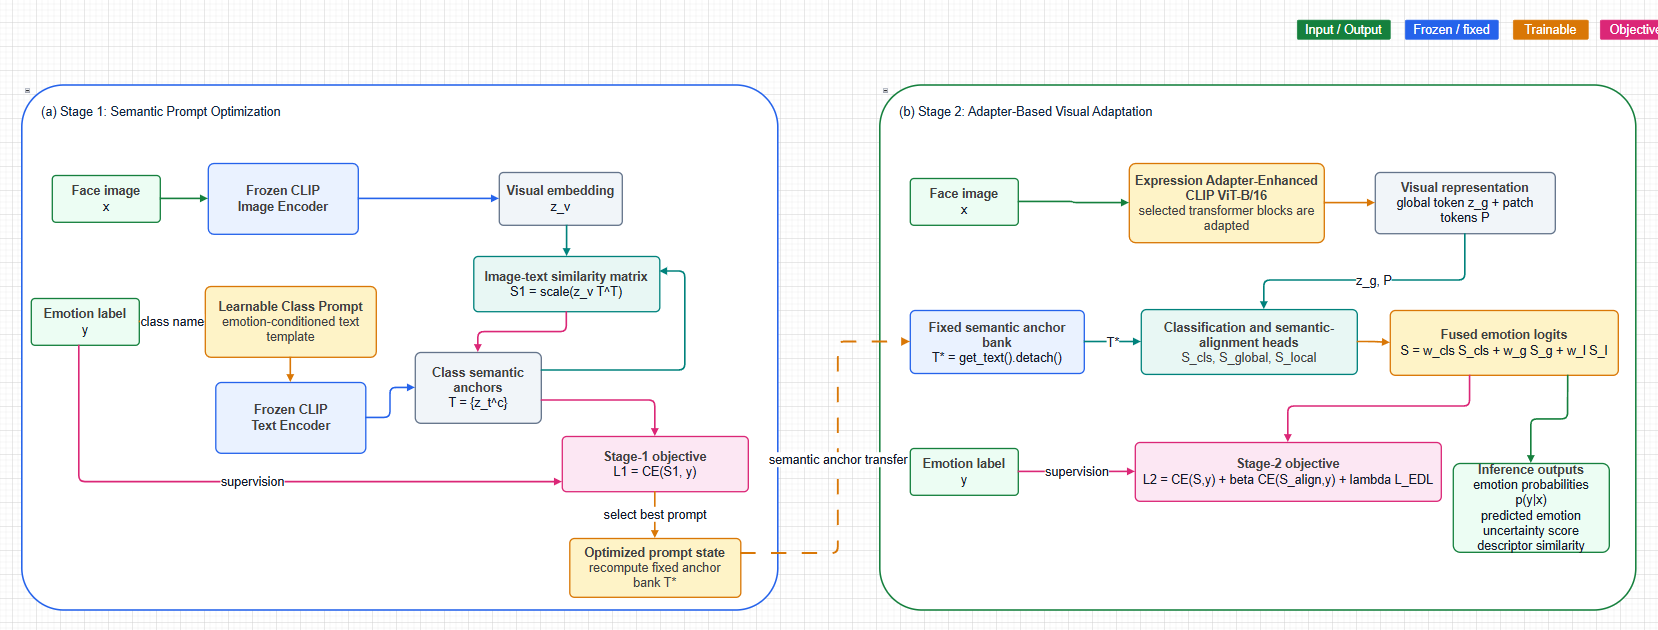 Input / Output
Frozen / fixed
Trainable
Objective
(a) Stage 1: Semantic Prompt Optimization
Face image
x
Frozen CLIP
Image Encoder
Visual embedding
z_v
Image-text similarity matrix
S1 = scale(z_v T^T)
Emotion label
y
class name
Learnable Class Prompt
emotion-conditioned text
template
Frozen CLIP
Text Encoder
Class semantic
anchors
T = {z_t^c}
Stage-1 objective
L1 = CE(S1, y)
supervision
select best prompt
Optimized prompt state
recompute fixed anchor
bank T*
semantic anchor transfer
(b) Stage 2: Adapter-Based Visual Adaptation
Face image
x
Expression Adapter-Enhanced
CLIP ViT-B/16
selected transformer blocks are
adapted
Visual representation
global token z_g + patch
tokens P
z_g, P
Fixed semantic anchor
bank
T* = get_text().detach()
T*
Classification and semantic-
alignment heads
S_cls, S_global, S_local
Fused emotion logits
S = w_cls S_cls + w_g S_g + w_l S_l
Emotion label
y
supervision
Stage-2 objective
L2 = CE(S,y) + beta CE(S_align,y) + lambda L_EDL
Inference outputs
emotion probabilities
p(y|x)
predicted emotion
uncertainty score
descriptor similarity